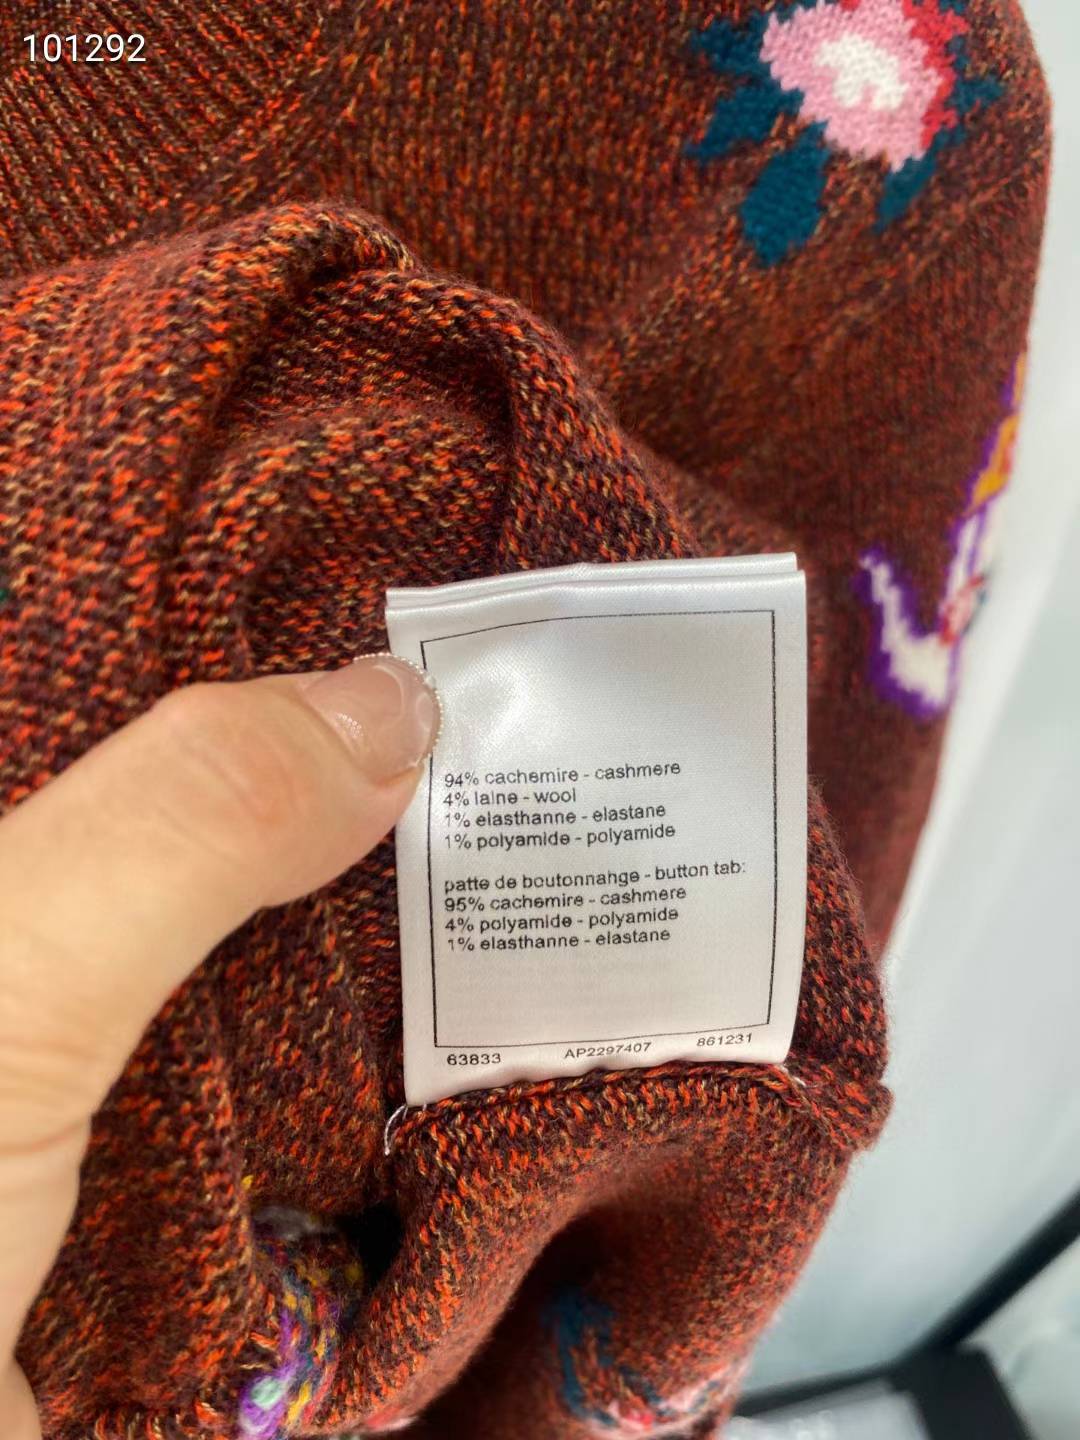 101292
94% cachemire - cashmere
4% laine - wool
1% elasthanne - elastane
1% polyamide - polyamide
patte de boutonnahge - button tab:
95% cachemire - cashmere
4% polyamide - polyamide
1% elasthanne - elastane
63833 AP2297407 861231